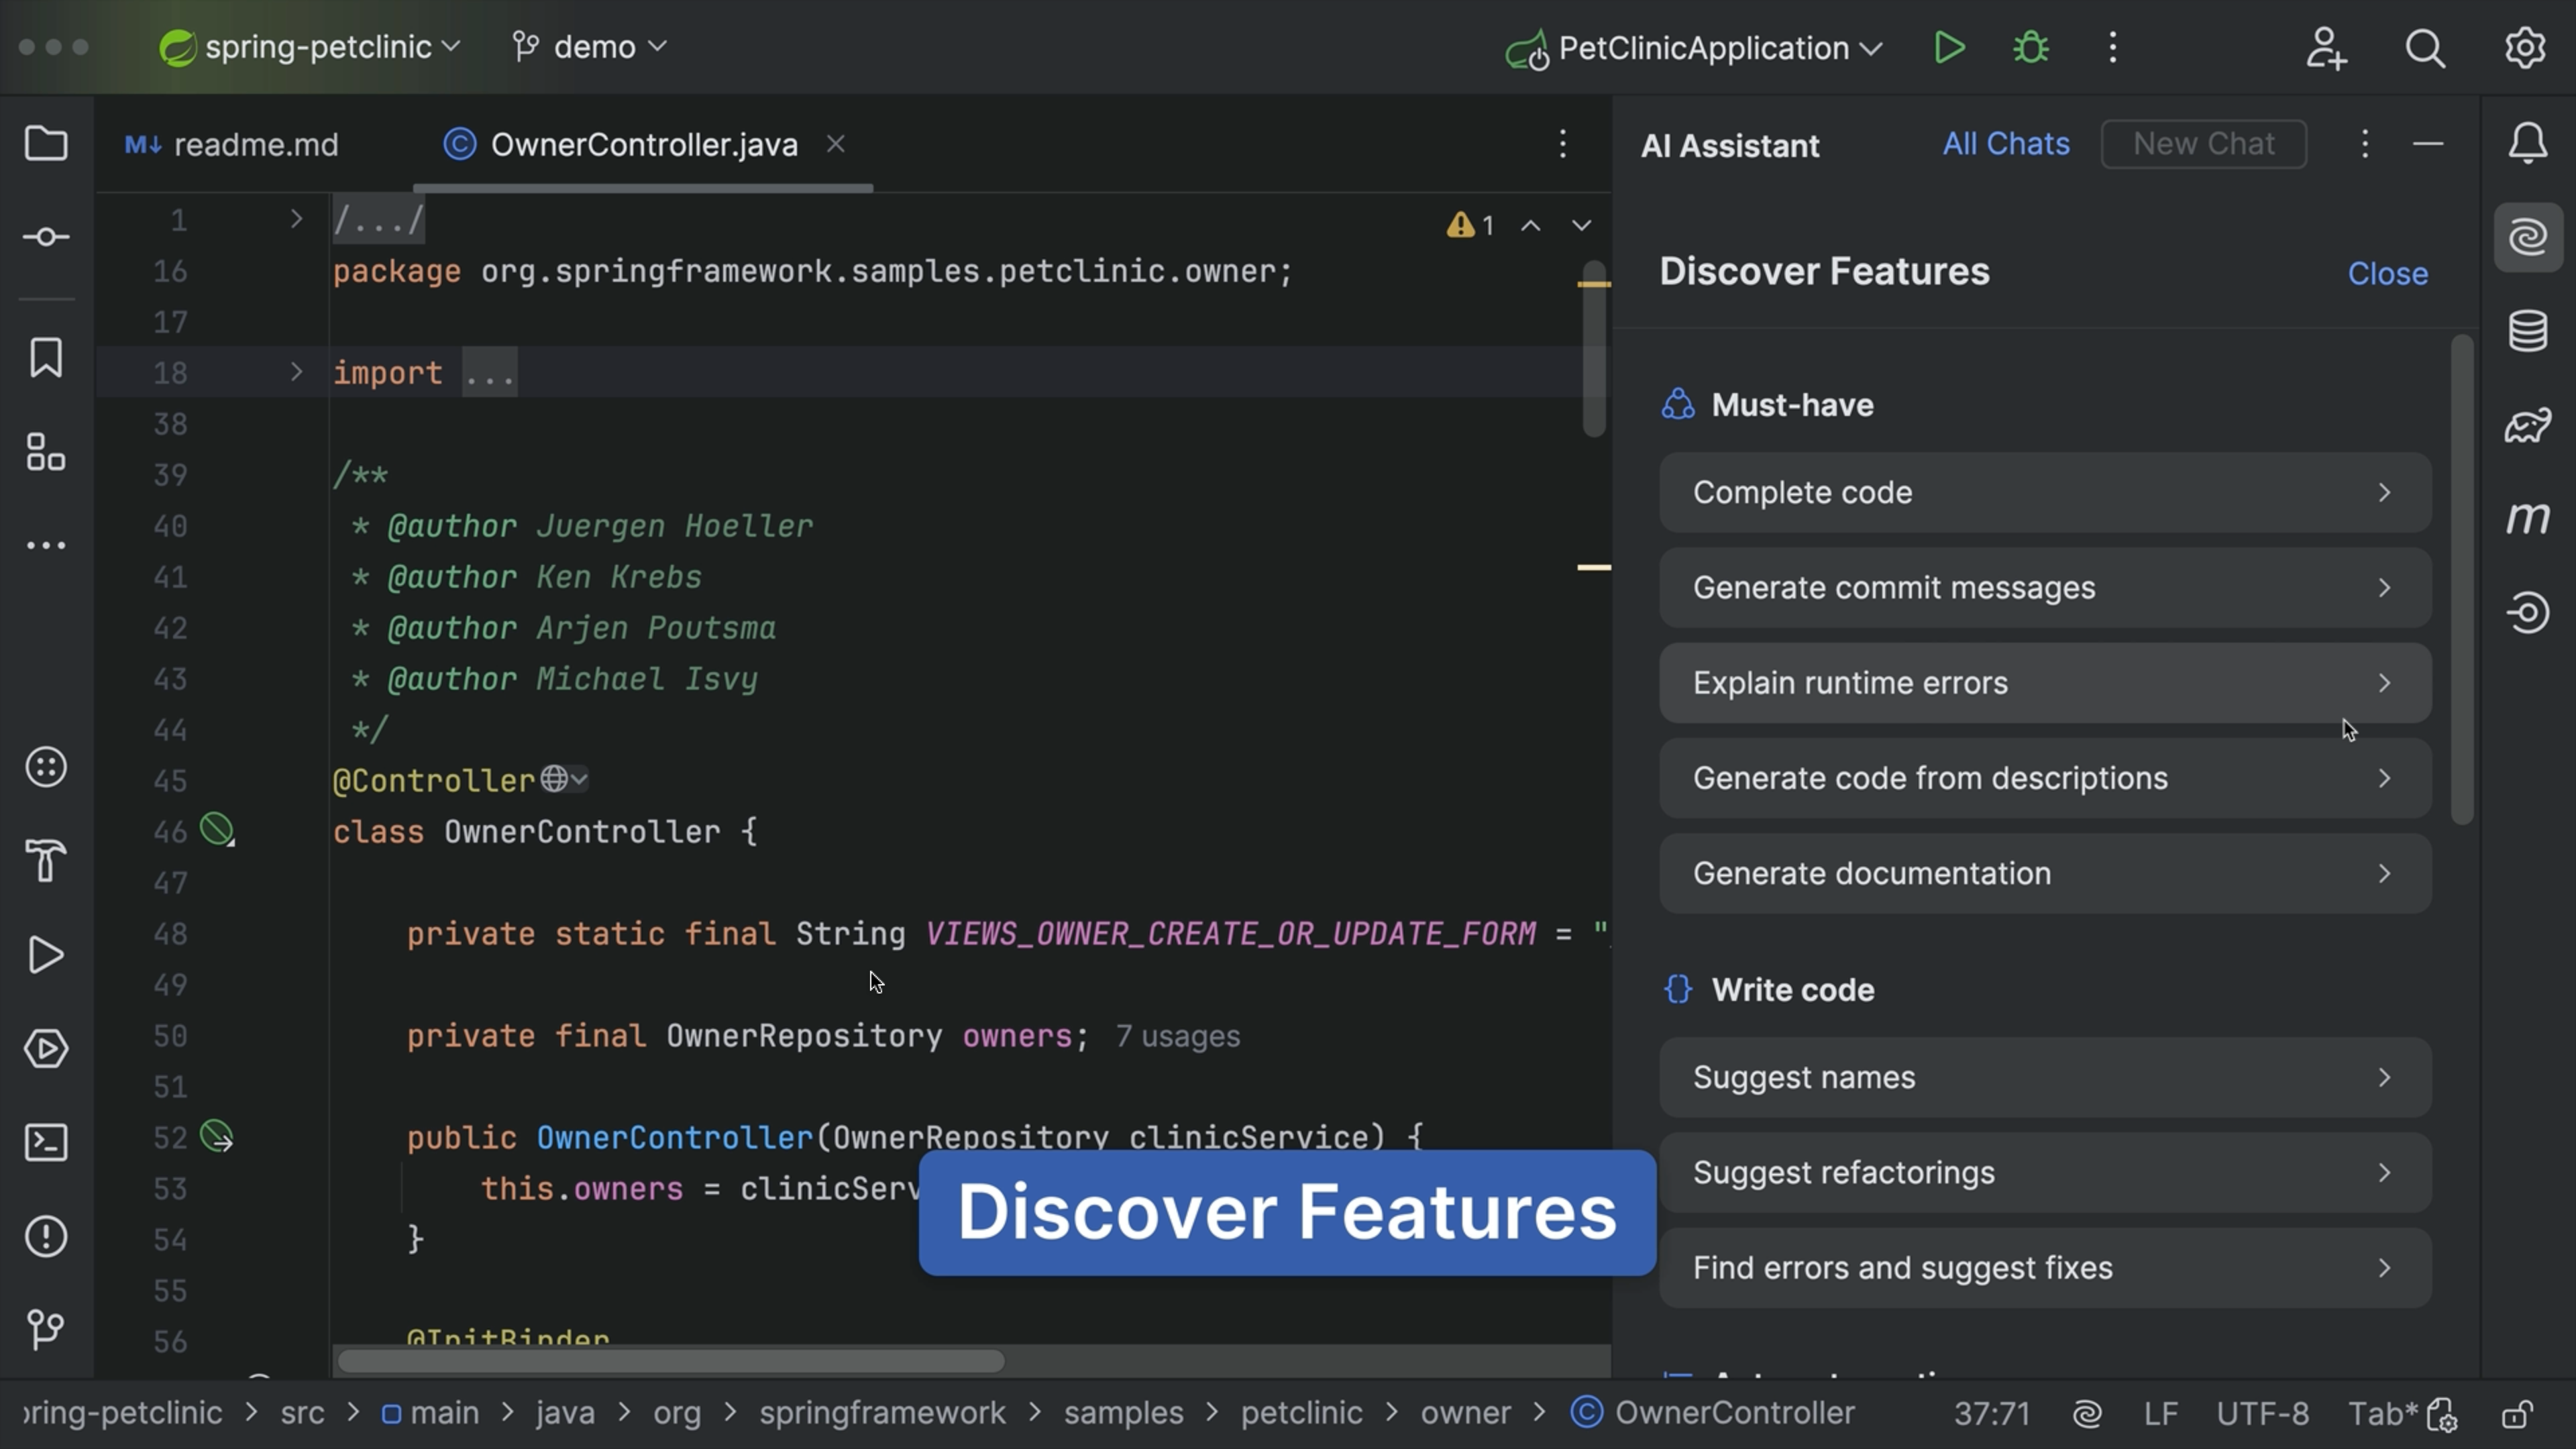 spring-petclinic
demo
PetClinicApplication
M↓ readme.md
OwnerController.java
AI Assistant
All Chats
New Chat
1 /.../
1
16 package org.springframework.samples.petclinic.owner;
17
18 import ...
38
39 /**
40 * @author Juergen Hoeller
41 * @author Ken Krebs
42 * @author Arjen Poutsma
43 * @author Michael Isvy
44 */
45 @Controller
46 class OwnerController {
47
48 private static final String VIEWS_OWNER_CREATE_OR_UPDATE_FORM = "
49
50 private final OwnerRepository owners; 7 usages
51
52 public OwnerController(OwnerRepository clinicService) {
53 this.owners = clinicServ
54 }
55
56 @InitBinder
Discover Features
Close
Must-have
Complete code
Generate commit messages
Explain runtime errors
Generate code from descriptions
Generate documentation
Write code
Suggest names
Suggest refactorings
Find errors and suggest fixes
m
Discover Features
pring-petclinic > src > main > java > org > springframework > samples > petclinic > owner > OwnerController
37:71
LF
UTF-8
Tab*